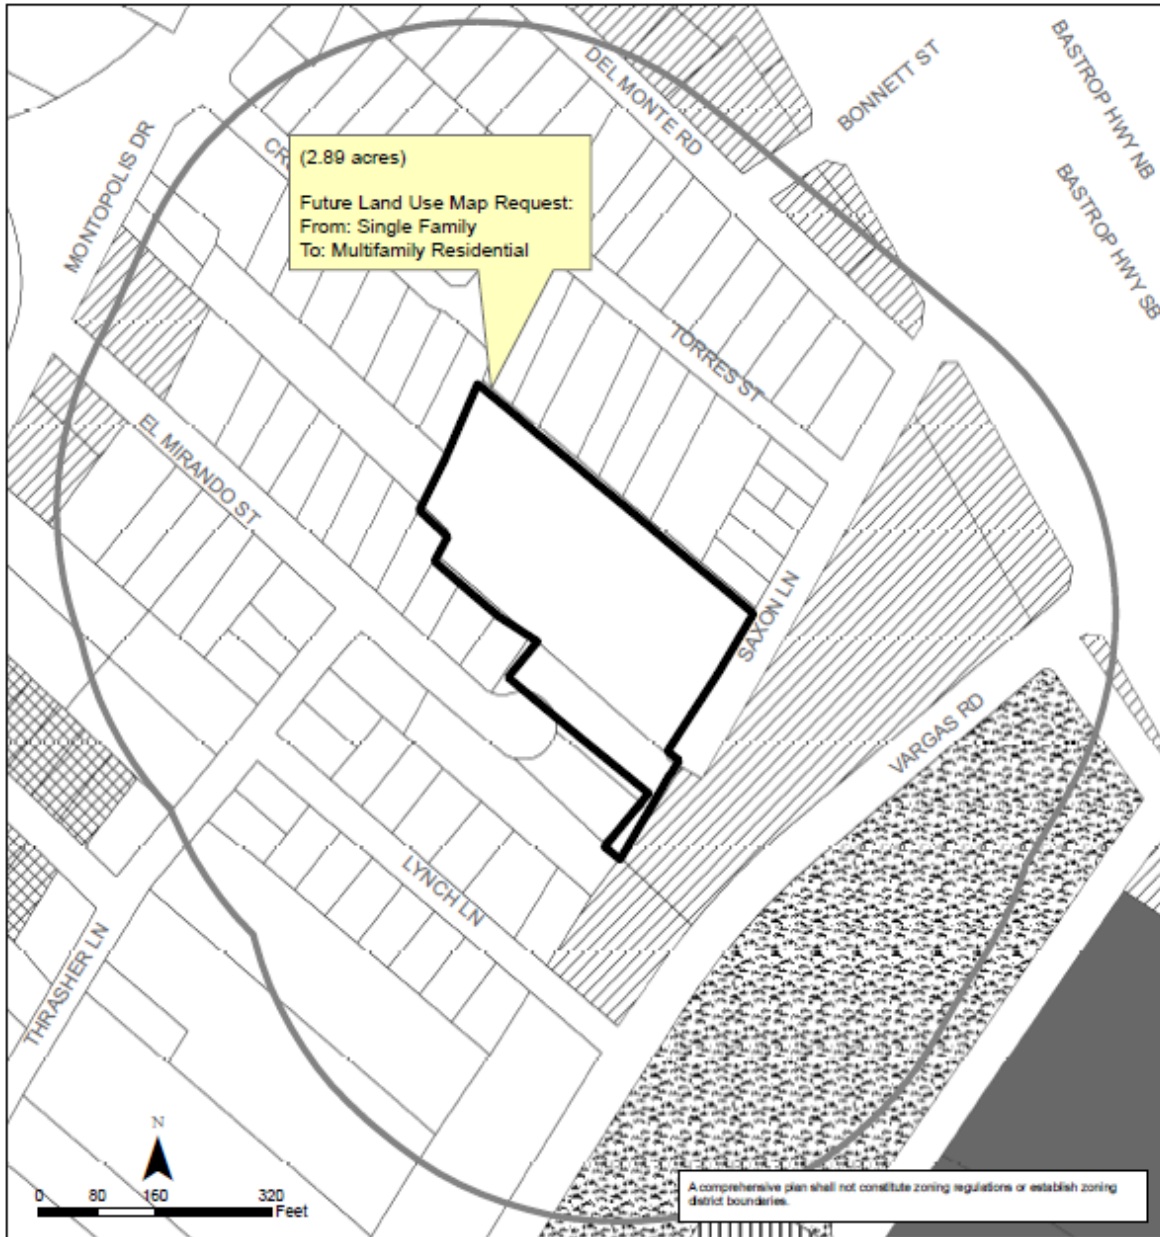 DEL MONTE RD
BONNETT ST
BASTROP HWY NB
BASTROP HWY SB
MONTOPOLIS DR
(2.89 acres)
Future Land Use Map Request:
From: Single Family
To: Multifamily Residential
TORRES ST
EL MIRANDO ST
SAXON LN
VARGAS RD
LYNCH LN
THRASHER LN
N
0 80 160 320
Feet
A comprehensive plan shall not constitute zoning regulations or establish zoning
district boundaries.